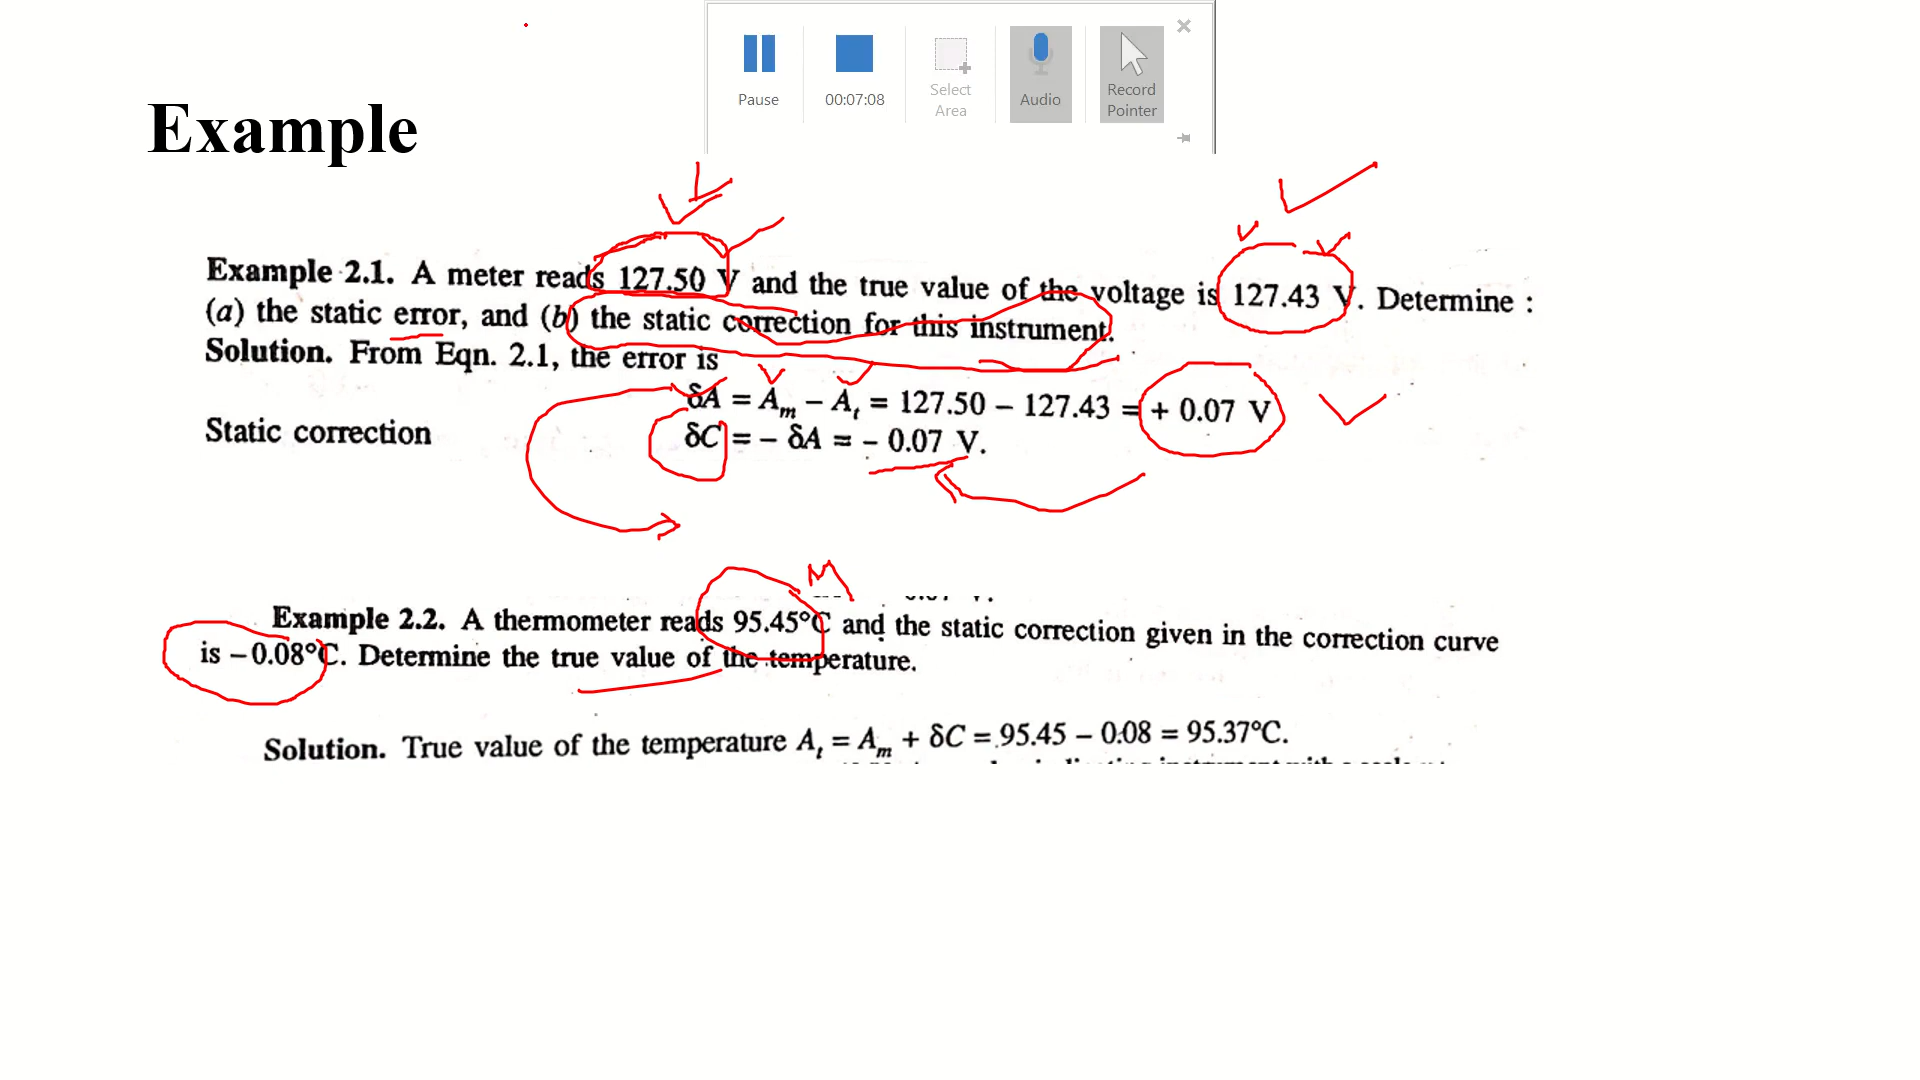 Pause
00:07:08
Select
Area
Audio
Record
Pointer
Example
Example 2.1. A meter reads 127.50 V and the true value of the voltage is 127.43 V. Determine :
(a) the static error, and (b) the static correction for this instrument.
Solution. From Eqn. 2.1, the error is
δA = Am − At = 127.50 − 127.43 = + 0.07 V
Static correction δC = − δA = − 0.07 V.
M
Example 2.2. A thermometer reads 95.45°C and the static correction given in the correction curve
is −0.08°C. Determine the true value of the temperature.
Solution. True value of the temperature At = Am + δC = 95.45 − 0.08 = 95.37°C.